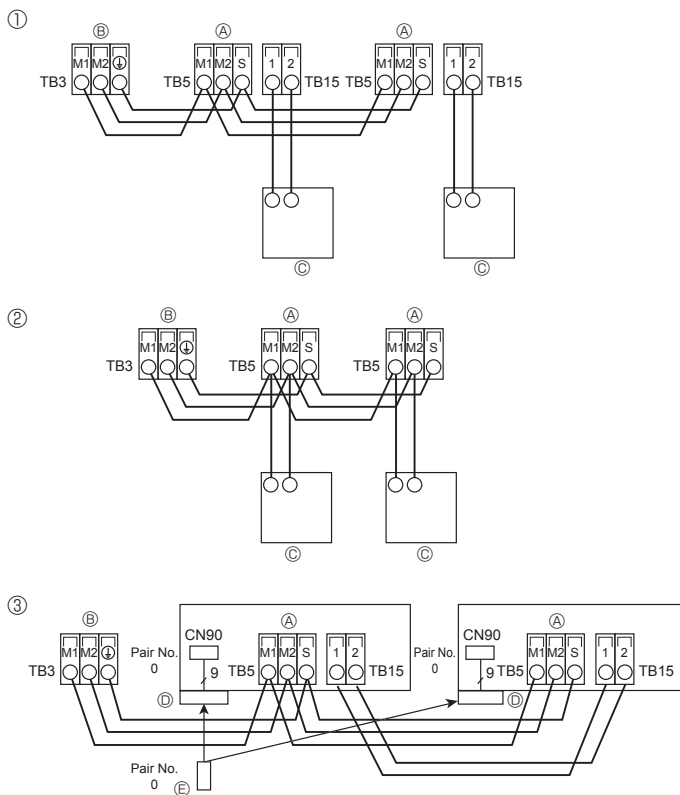 ①
Ⓑ Ⓐ Ⓐ
M1 M2 ⏚ M1 M2 S 1 2 M1 M2 S 1 2
TB3 TB5 TB15 TB5 TB15
Ⓒ Ⓒ
②
Ⓑ Ⓐ Ⓐ
M1 M2 ⏚ M1 M2 S M1 M2 S
TB3 TB5 TB5
Ⓒ Ⓒ
③
Ⓑ Ⓐ Ⓐ
CN90 CN90
M1 M2 ⏚ Pair No. M1 M2 S 1 2 Pair No. M1 M2 S 1 2
TB3 0 9 TB5 TB15 0 9 TB5 TB15
Ⓓ Ⓓ
Pair No.
0 Ⓔ